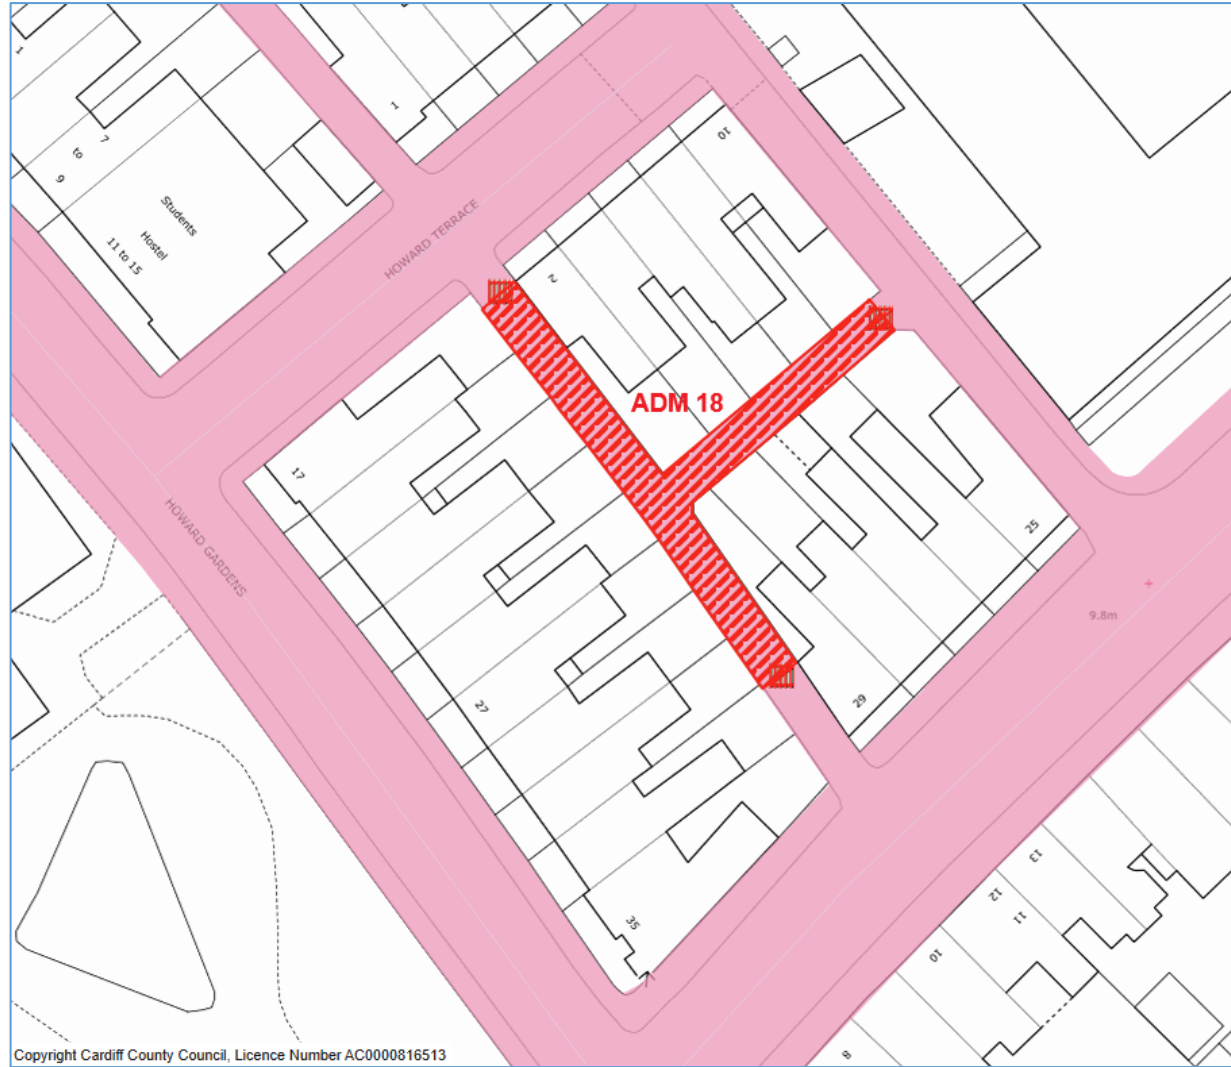 1
7
to
9
Students
Hostel
11 to 15
1
HOWARD TERRACE
10
2
ADM 18
17
HOWARD GARDENS
25
9.8m
27
29
35
13
12
11
10
8
Copyright Cardiff County Council, Licence Number AC0000816513